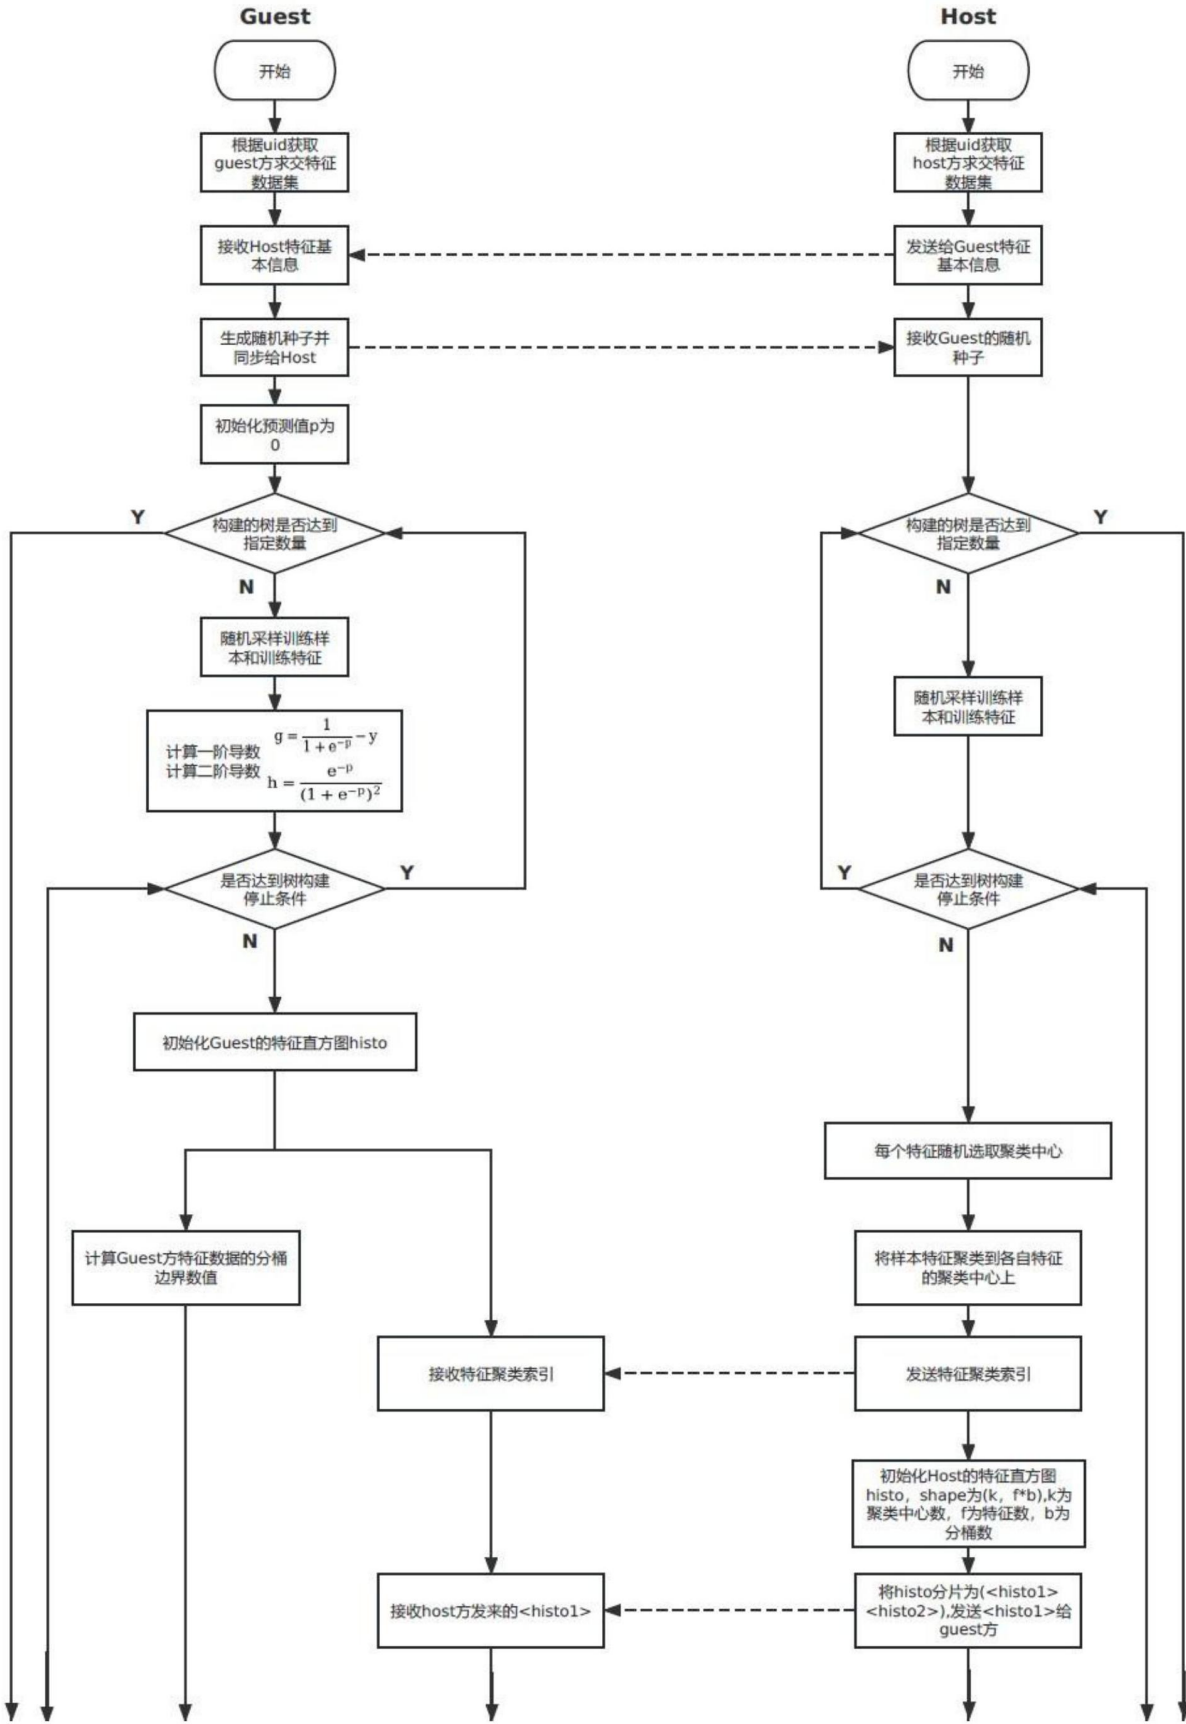 Guest
Host
开始
开始
根据uid获取
guest方求交特征
数据集
根据uid获取
host方求交特征
数据集
接收Host特征基
本信息
发送给Guest特征
基本信息
生成随机种子并
同步给Host
接收Guest的随机
种子
初始化预测值p为
0
Y
构建的树是否达到
指定数量
N
构建的树是否达到
指定数量
Y
N
随机采样训练样
本和训练特征
随机采样训练样
本和训练特征
计算一阶导数
计算二阶导数
g = \frac{1}{1+e^{-p}} - y
h = \frac{e^{-p}}{(1+e^{-p})^2}
是否达到树构建
停止条件
Y
N
Y
是否达到树构建
停止条件
N
初始化Guest的特征直方图histo
每个特征随机选取聚类中心
计算Guest方特征数据的分桶
边界数值
将样本特征聚类到各自特征
的聚类中心上
接收特征聚类索引
发送特征聚类索引
初始化Host的特征直方图
histo，shape为(k，f*b),k为
聚类中心数，f为特征数，b为
分桶数
接收host方发来的<histo1>
将histo分片为(<histo1>
<histo2>),发送<histo1>给
guest方